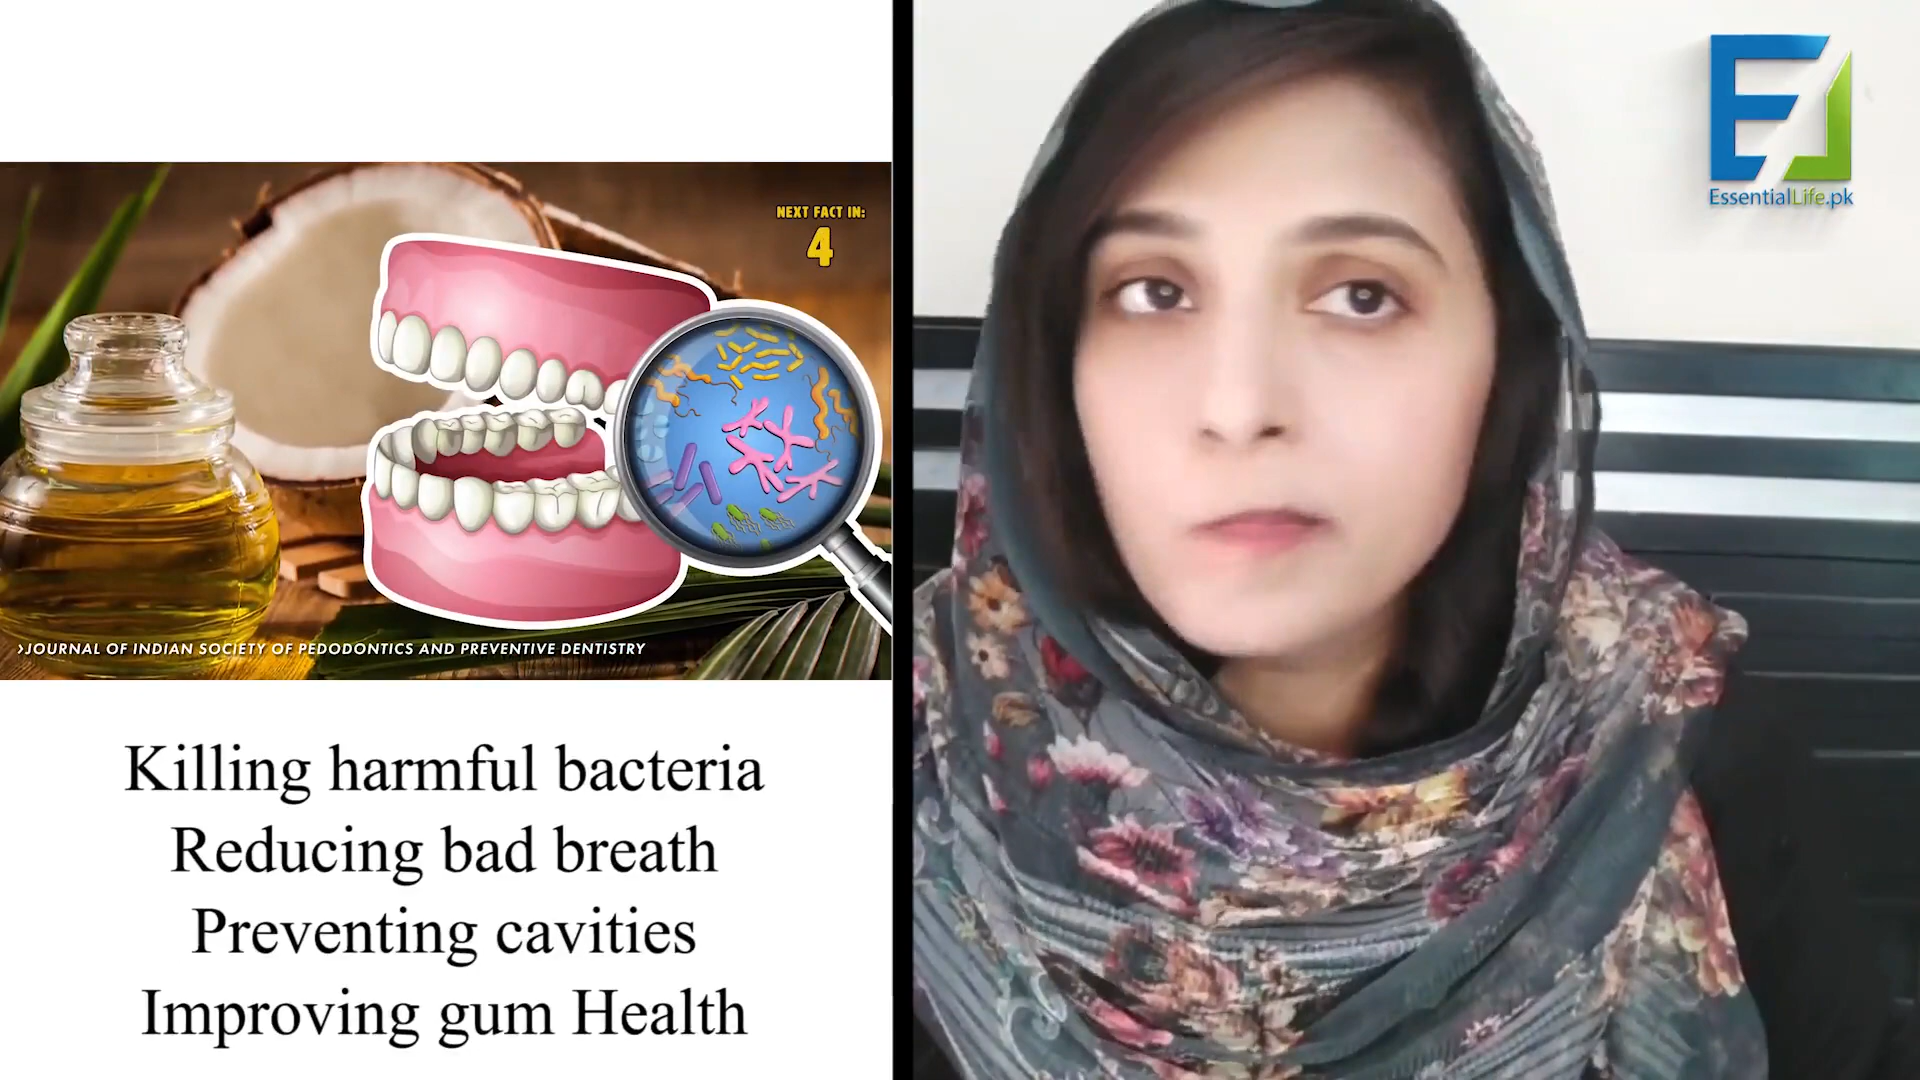 NEXT FACT IN:
4
›JOURNAL OF INDIAN SOCIETY OF PEDODONTICS AND PREVENTIVE DENTISTRY
Killing harmful bacteria
Reducing bad breath
Preventing cavities
Improving gum Health
EssentialLife.pk